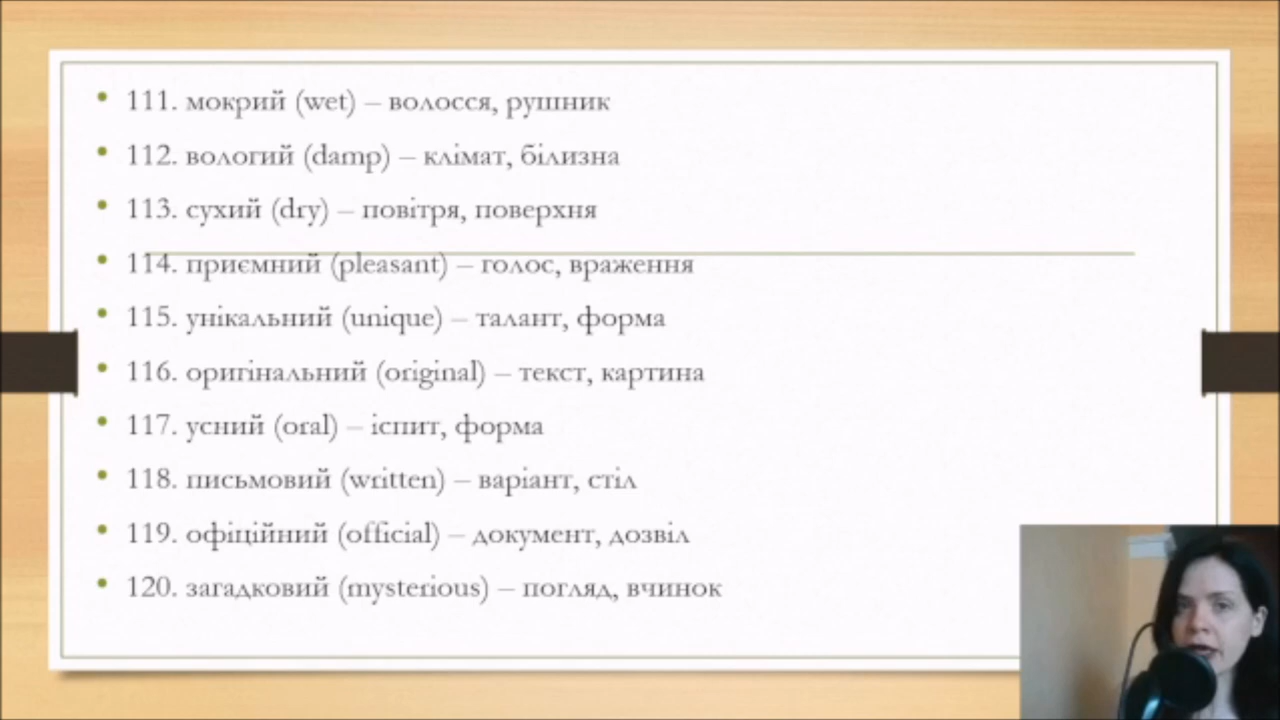 • 111. мокрий (wet) – волосся, рушник
• 112. вологий (damp) – клімат, білизна
• 113. сухий (dry) – повітря, поверхня
• 114. приємний (pleasant) – голос, враження
• 115. унікальний (unique) – талант, форма
• 116. оригінальний (original) – текст, картина
• 117. усний (oral) – іспит, форма
• 118. письмовий (written) – варіант, стіл
• 119. офіційний (official) – документ, дозвіл
• 120. загадковий (mysterious) – погляд, вчинок